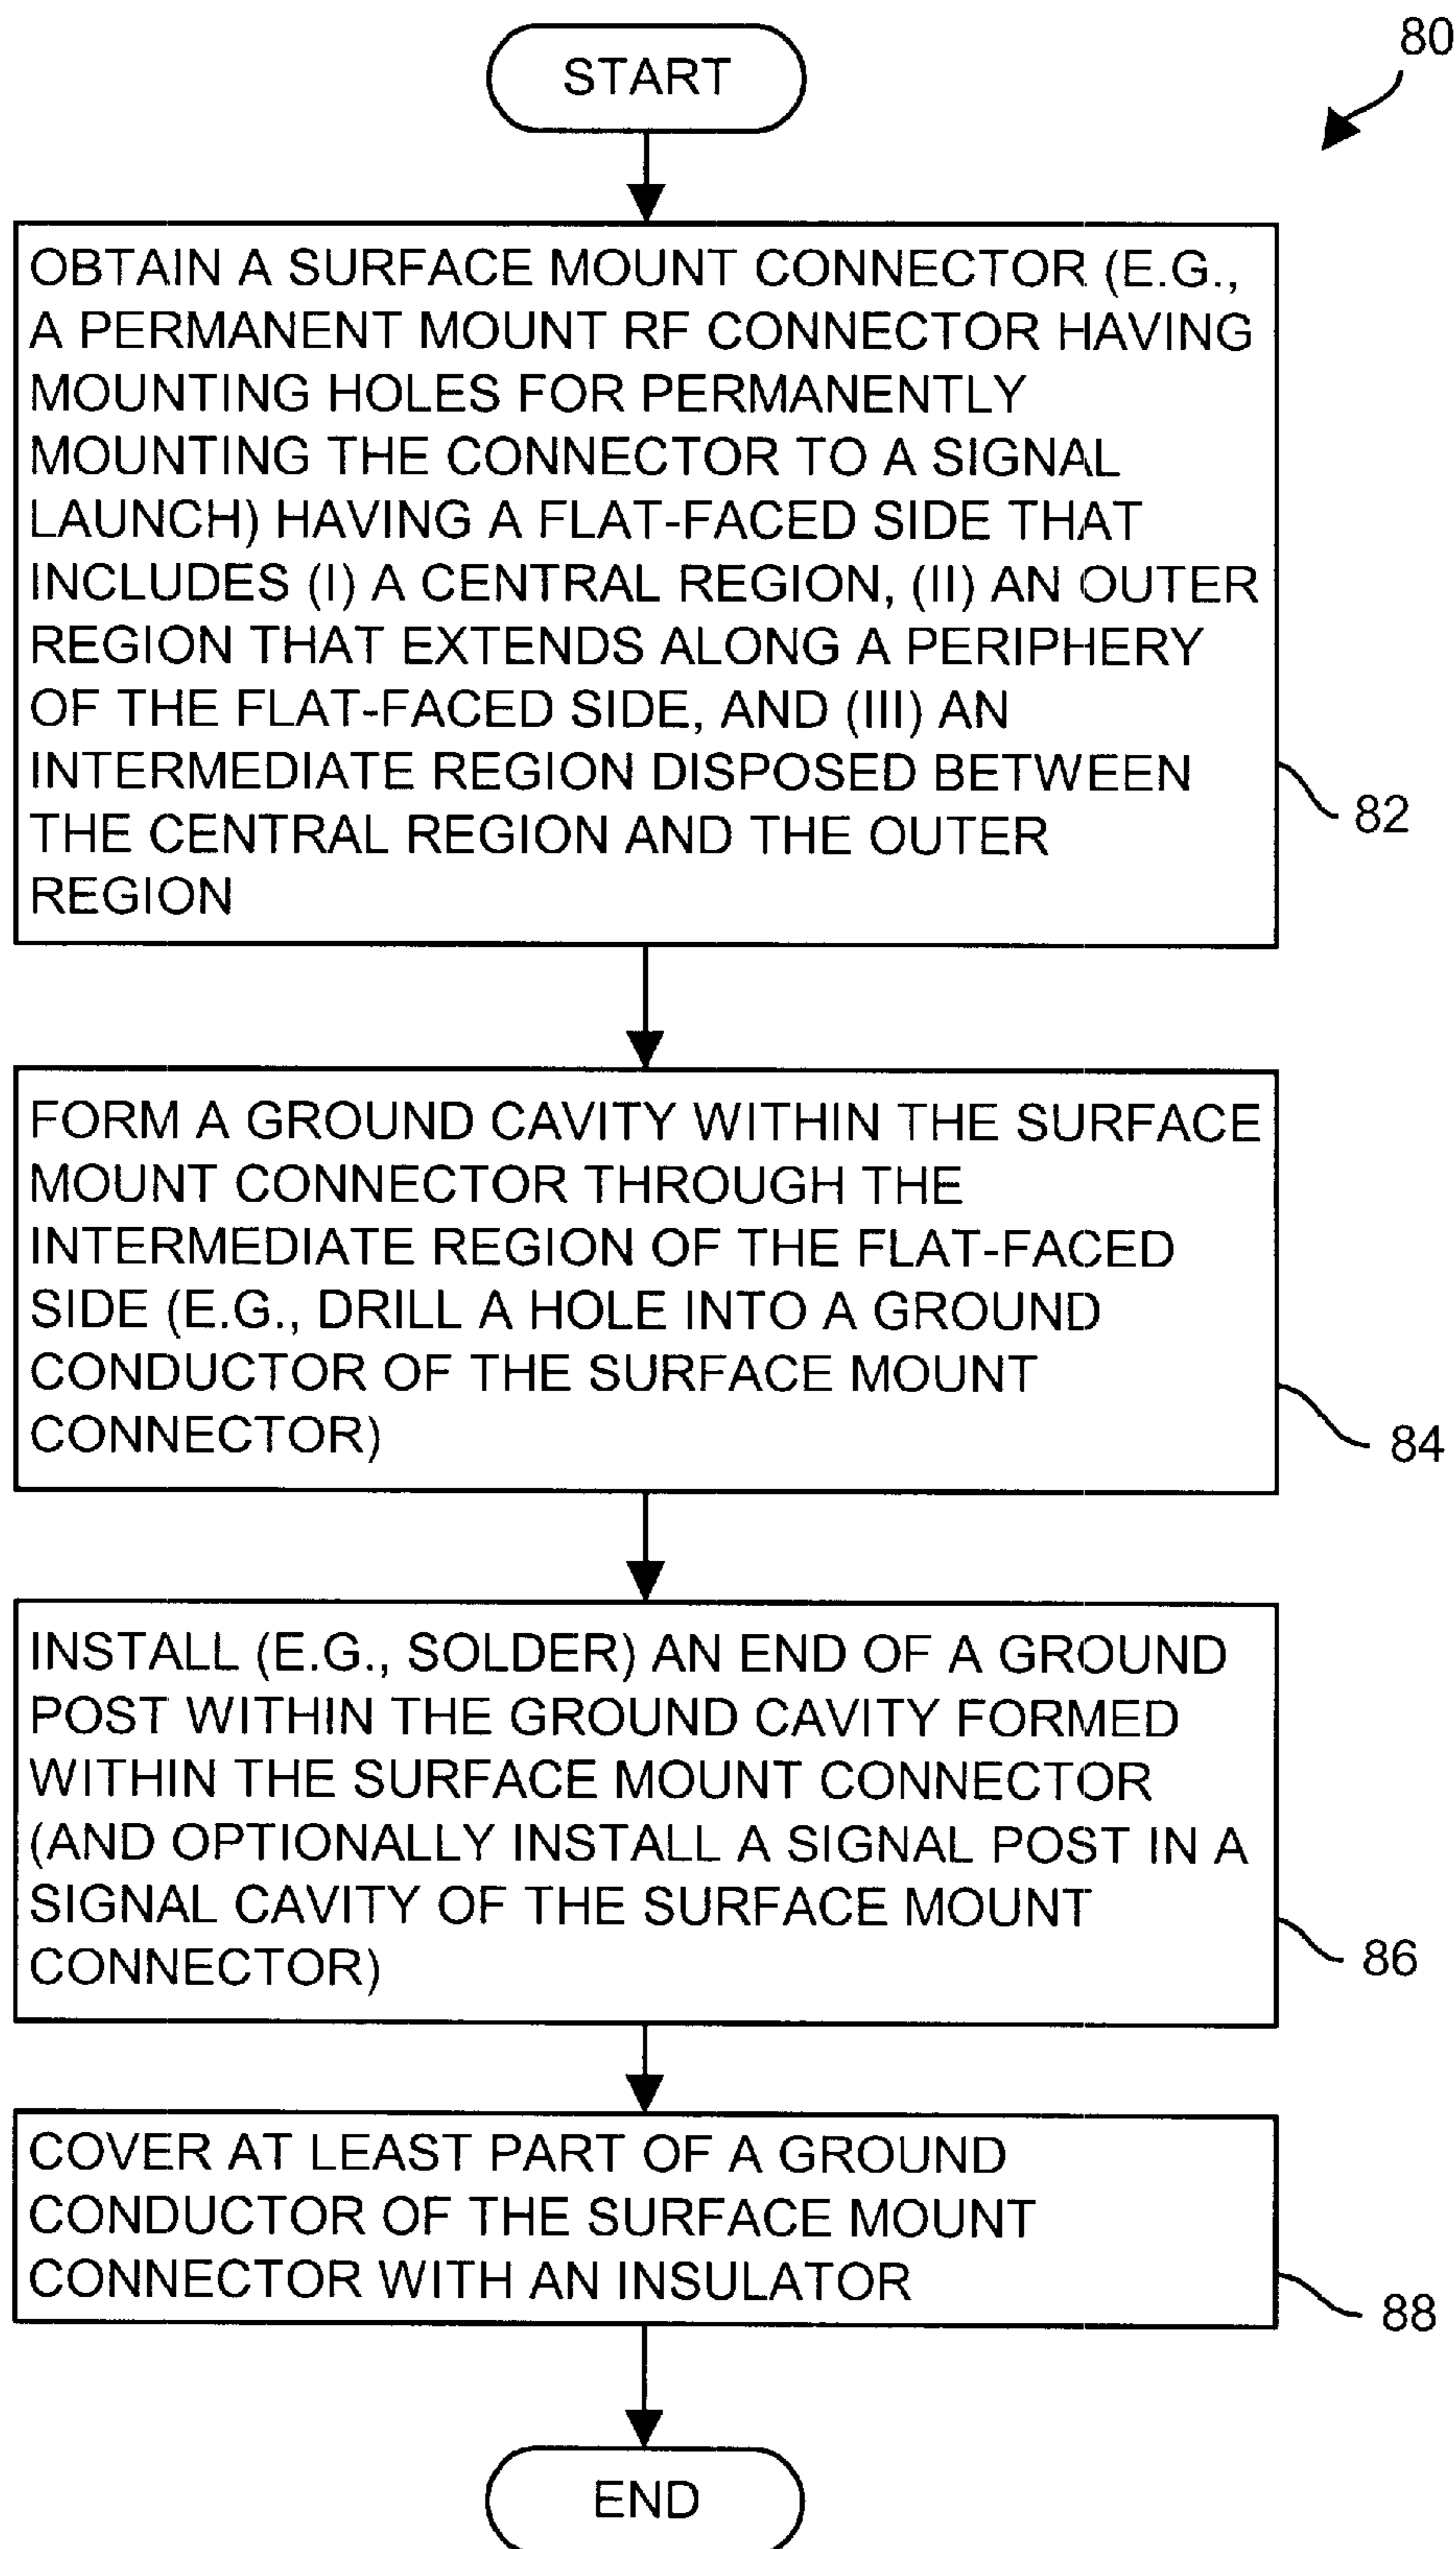 80
START
OBTAIN A SURFACE MOUNT CONNECTOR (E.G.,
A PERMANENT MOUNT RF CONNECTOR HAVING
MOUNTING HOLES FOR PERMANENTLY
MOUNTING THE CONNECTOR TO A SIGNAL
LAUNCH) HAVING A FLAT-FACED SIDE THAT
INCLUDES (I) A CENTRAL REGION, (II) AN OUTER
REGION THAT EXTENDS ALONG A PERIPHERY
OF THE FLAT-FACED SIDE, AND (III) AN
INTERMEDIATE REGION DISPOSED BETWEEN
THE CENTRAL REGION AND THE OUTER
REGION
82
FORM A GROUND CAVITY WITHIN THE SURFACE
MOUNT CONNECTOR THROUGH THE
INTERMEDIATE REGION OF THE FLAT-FACED
SIDE (E.G., DRILL A HOLE INTO A GROUND
CONDUCTOR OF THE SURFACE MOUNT
CONNECTOR)
84
INSTALL (E.G., SOLDER) AN END OF A GROUND
POST WITHIN THE GROUND CAVITY FORMED
WITHIN THE SURFACE MOUNT CONNECTOR
(AND OPTIONALLY INSTALL A SIGNAL POST IN A
SIGNAL CAVITY OF THE SURFACE MOUNT
CONNECTOR)
86
COVER AT LEAST PART OF A GROUND
CONDUCTOR OF THE SURFACE MOUNT
CONNECTOR WITH AN INSULATOR
88
END